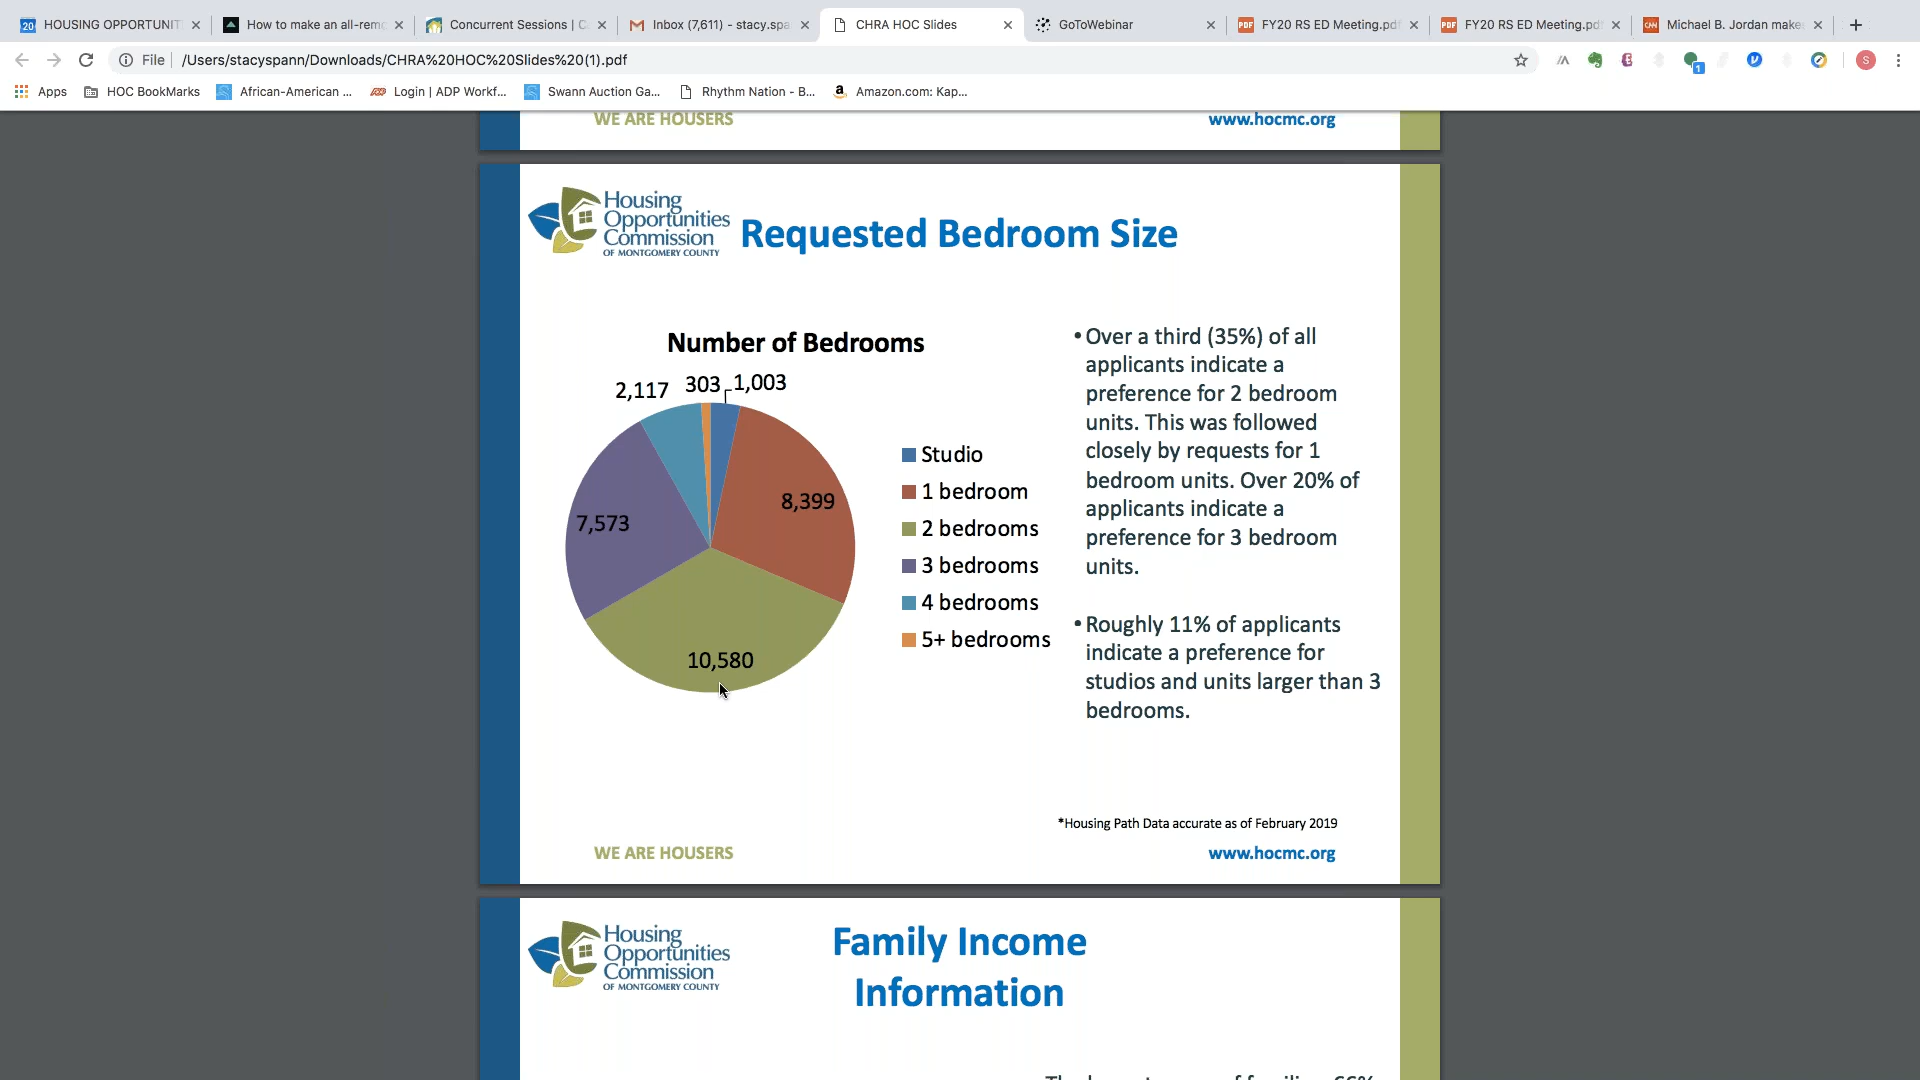 HOUSING OPPORTUNIT
How to make an all-remo
Concurrent Sessions | C
Inbox (7,611) - stacy.spa
CHRA HOC Slides
GoToWebinar
PDF FY20 RS ED Meeting.pdf
PDF FY20 RS ED Meeting.pdf
CNN Michael B. Jordan make
File /Users/stacyspann/Downloads/CHRA%20HOC%20Slides%20(1).pdf
S
1
Apps
HOC BookMarks
African-American ...
Login | ADP Workf...
Swann Auction Ga...
Rhythm Nation - B...
Amazon.com: Kap...
WE ARE HOUSERS
www.hocmc.org
Housing
Opportunities
Commission
OF MONTGOMERY COUNTY
Requested Bedroom Size
Number of Bedrooms
2,117 303 1,003
8,399
7,573
10,580
Studio
1 bedroom
2 bedrooms
3 bedrooms
4 bedrooms
5+ bedrooms
•Over a third (35%) of all
applicants indicate a
preference for 2 bedroom
units. This was followed
closely by requests for 1
bedroom units. Over 20% of
applicants indicate a
preference for 3 bedroom
units.
•Roughly 11% of applicants
indicate a preference for
studios and units larger than 3
bedrooms.
*Housing Path Data accurate as of February 2019
WE ARE HOUSERS
www.hocmc.org
Housing
Opportunities
Commission
OF MONTGOMERY COUNTY
Family Income
Information